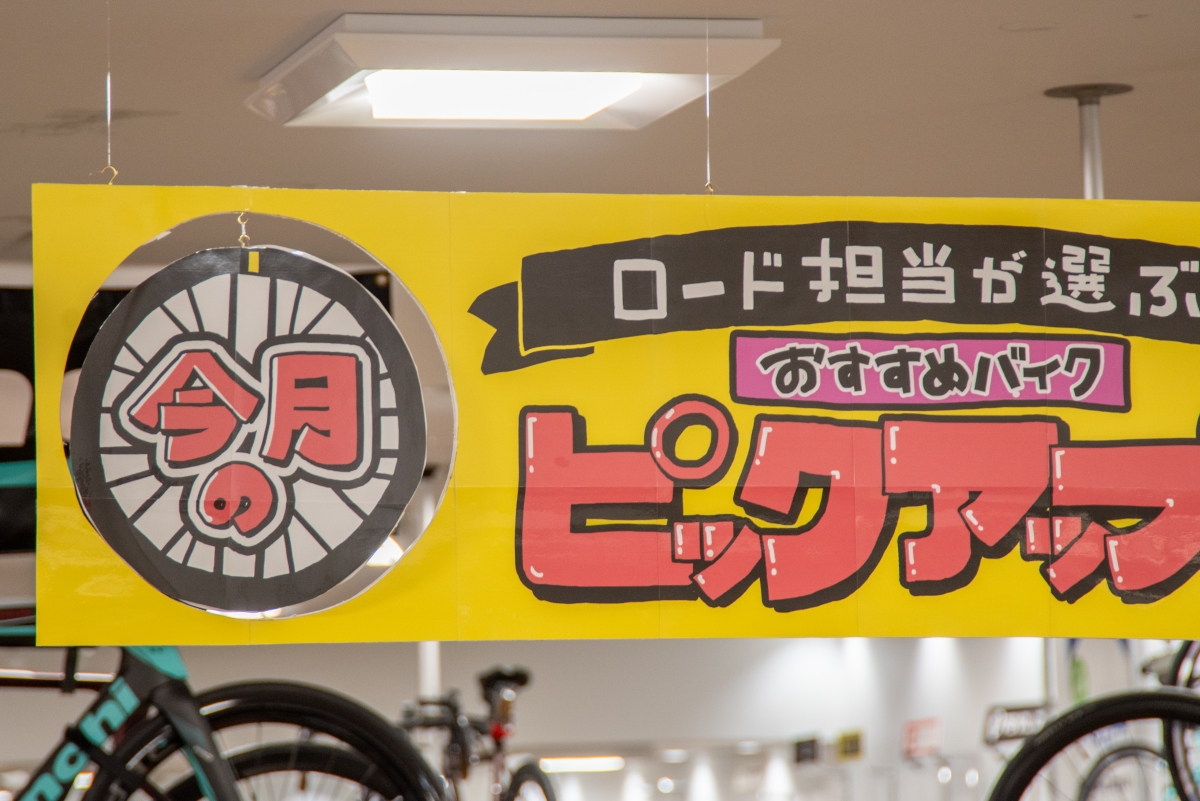 今月
の
ロード担当が選ぶ
おすすめバイク
ピックアップ
nchi